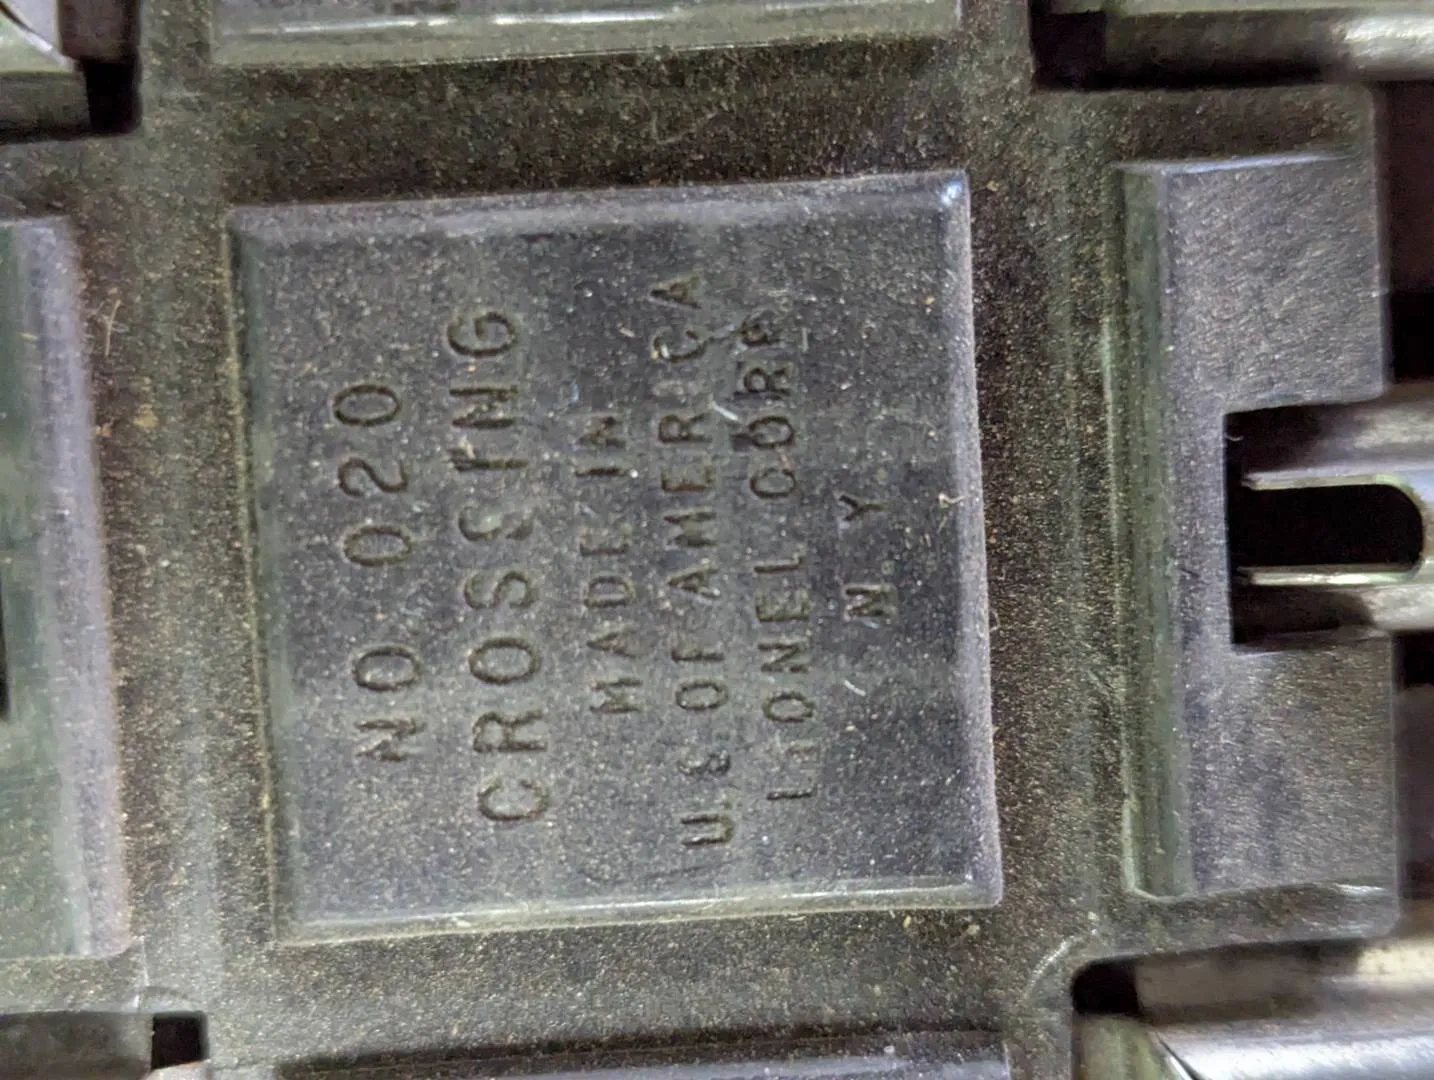 NO 020
CROSSING
MADE IN
U.S. OF AMERICA
LIONEL CORP.
N.Y.